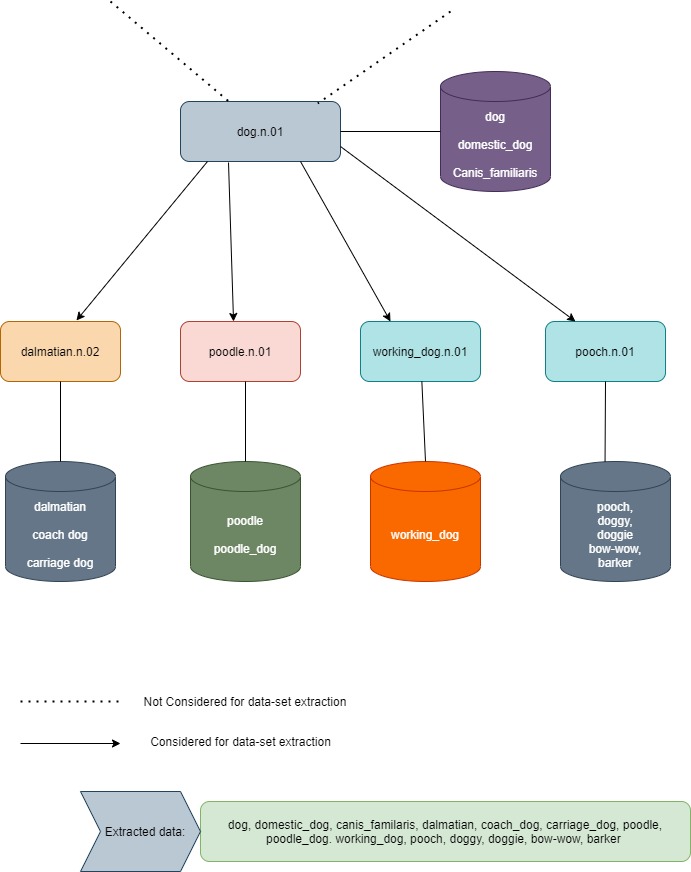 dog.n.01
dog
domestic_dog
Canis_familiaris
dalmatian.n.02
poodle.n.01
working_dog.n.01
pooch.n.01
dalmatian
coach dog
carriage dog
poodle
poodle_dog
working_dog
pooch,
doggy,
doggie
bow-wow,
barker
Not Considered for data-set extraction
Considered for data-set extraction
Extracted data:
dog, domestic_dog, canis_familaris, dalmatian, coach_dog, carriage_dog, poodle,
poodle_dog. working_dog, pooch, doggy, doggie, bow-wow, barker